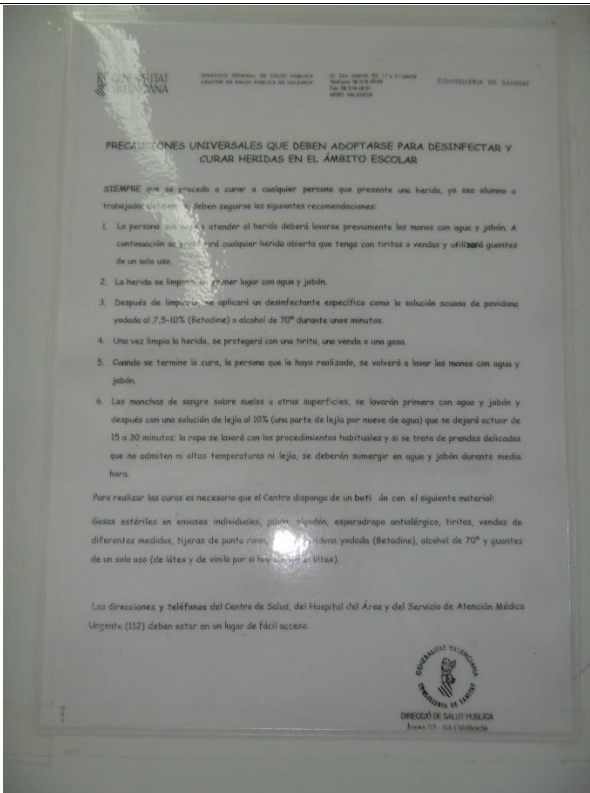 GENERALITAT
VALENCIANA
DIRECCIÓ GENERAL DE SALUT PUBLICA
CENTRE DE SALUT PUBLICA DE VALENCIA
CONSELLERIA DE SANITAT
PRECAUCIONES UNIVERSALES QUE DEBEN ADOPTARSE PARA DESINFECTAR Y
CURAR HERIDAS EN EL ÁMBITO ESCOLAR
SIEMPRE que se proceda a curar a cualquier persona que presente una herida, ya sea alumno o
trabajador del deben seguirse las siguientes recomendaciones:
1. La persona que a atender al herido deberá lavarse previamente las manos con agua y jabón. A
continuación se cualquier herida abierta que tenga con tiritas o vendas y utilizará guantes
de un solo uso.
2. La herida se limpiará en primer lugar con agua y jabón.
3. Después de se aplicará un desinfectante específico como la solución acuosa de povidona
yodada al 7,5-10% (Betadine) o alcohol de 70º durante unos minutos.
4. Una vez limpia la herida, se protegerá con una tirita, una venda o una gasa.
5. Cuando se termine la cura, la persona que la haya realizado, se volverá a lavar las manos con agua y
jabón.
6. Las manchas de sangre sobre suelos u otras superficies, se lavarán primero con agua y jabón y
después con una solución de lejía al 10% (una parte de lejía por nueve de agua) que se dejará actuar de
15 a 30 minutos; la ropa se lavará con los procedimientos habituales y si se trata de prendas delicadas
que no admiten ni altas temperaturas ni lejía, se deberán sumergir en agua y jabón durante media
hora.
Para realizar las curas es necesario que el Centro disponga de un con el siguiente material:
Gasas estériles en envases individuales, jabón, algodón, esparadrapo antialérgico, tiritas, vendas de
diferentes medidas, tijeras de punta yodada (Betadine), alcohol de 70º y guantes
de un solo uso (de látex y de vinilo por si hay látex).
Las direcciones y teléfonos del Centro de Salud, del Hospital del Área y del Servicio de Atención Médica
Urgente (112) deben estar en un lugar de fácil acceso.
GENERALITAT VALENCIANA
CONSELLERIA DE SANITAT
DIRECCIÓ DE SALUT PUBLICA